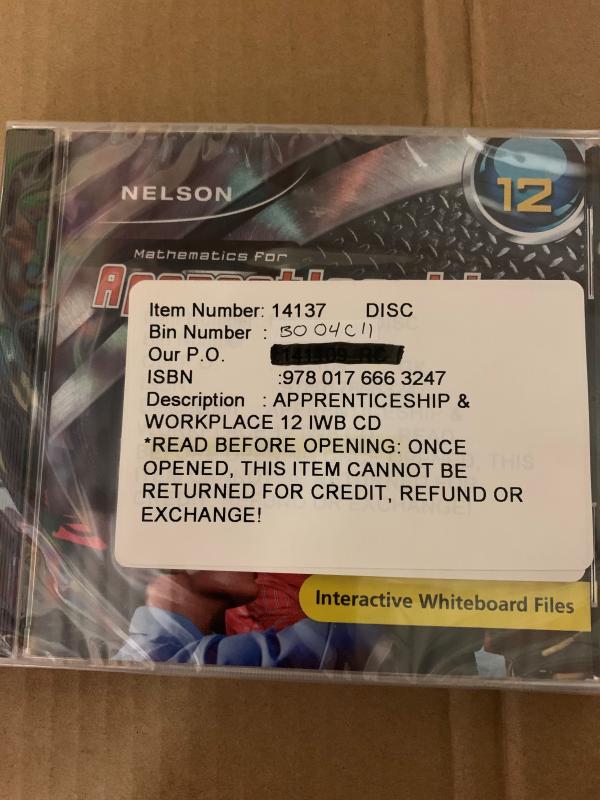 NELSON
12
Mathematics for
Item Number: 14137 DISC
Bin Number : BO 04C11
Our P.O.
ISBN :978 017 666 3247
Description : APPRENTICESHIP &
WORKPLACE 12 IWB CD
*READ BEFORE OPENING: ONCE
OPENED, THIS ITEM CANNOT BE
RETURNED FOR CREDIT, REFUND OR
EXCHANGE!
Interactive Whiteboard Files